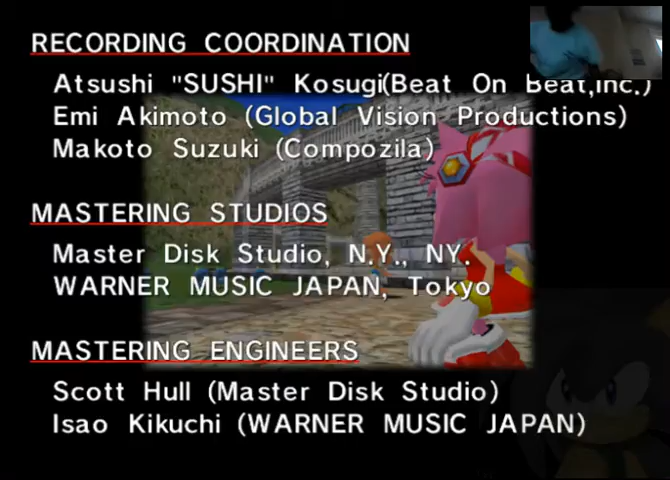 RECORDING COORDINATION
Atsushi "SUSHI" Kosugi(Beat On Beat,inc.)
Emi Akimoto (Global Vision Productions)
Makoto Suzuki (Compozila)
MASTERING STUDIOS
Master Disk Studio, N.Y., NY.
WARNER MUSIC JAPAN, Tokyo
MASTERING ENGINEERS
Scott Hull (Master Disk Studio)
Isao Kikuchi (WARNER MUSIC JAPAN)